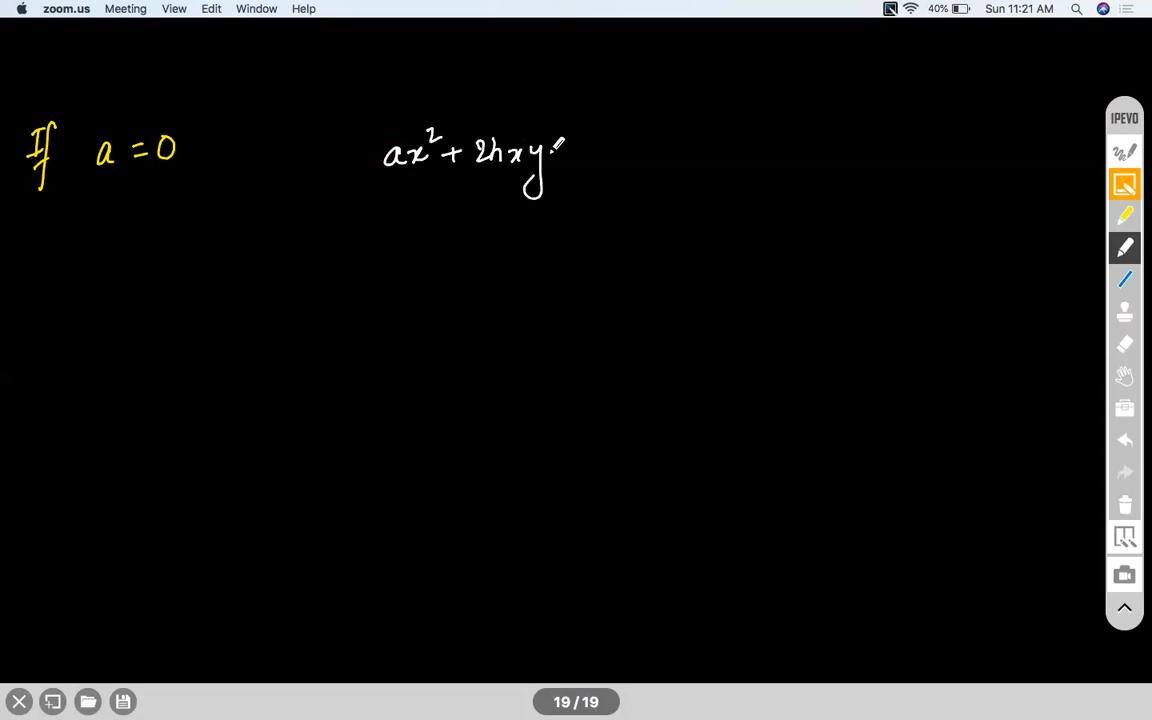 zoom.us Meeting View Edit Window Help 40% Sun 11:21 AM
IPEVO
If a = 0 ax² + 2hxy
19 / 19